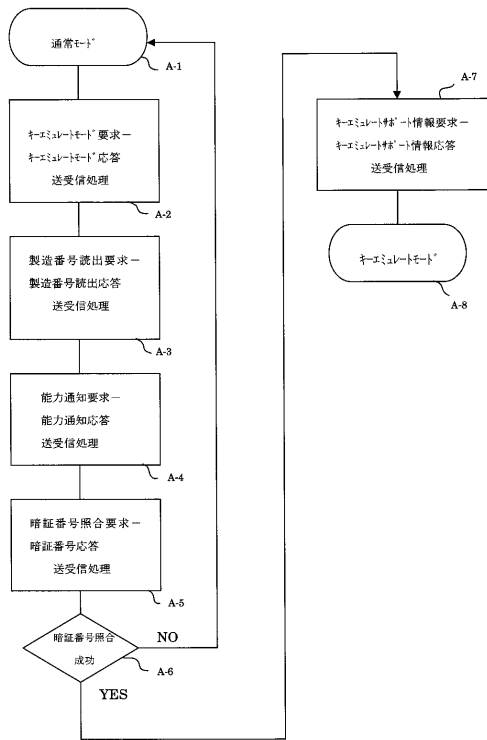 通常ﾓｰﾄﾞ
A-1
ｷｰｴﾐｭﾚｰﾄﾓｰﾄﾞ要求－
ｷｰｴﾐｭﾚｰﾄﾓｰﾄﾞ応答
送受信処理
A-2
製造番号読出要求－
製造番号読出応答
送受信処理
A-3
能力通知要求－
能力通知応答
送受信処理
A-4
暗証番号照合要求－
暗証番号応答
送受信処理
A-5
暗証番号照合
成功
NO
A-6
YES
A-7
ｷｰｴﾐｭﾚｰﾄｻﾎﾟｰﾄ情報要求－
ｷｰｴﾐｭﾚｰﾄｻﾎﾟｰﾄ情報応答
送受信処理
ｷｰｴﾐｭﾚｰﾄﾓｰﾄﾞ
A-8